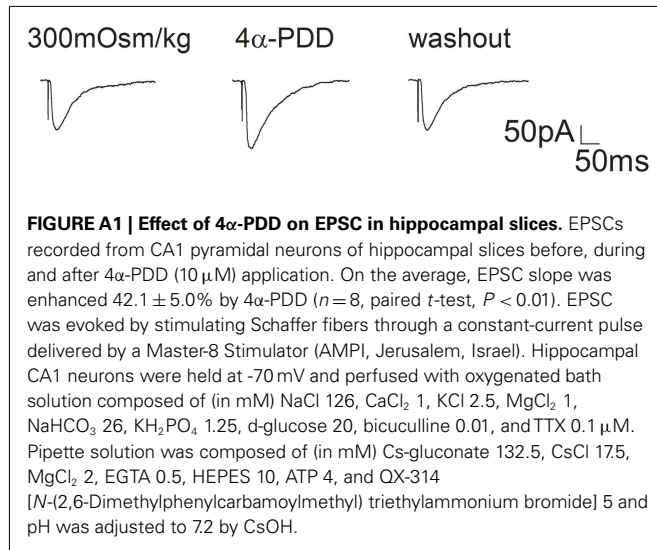 300mOsm/kg 4α-PDD washout
50pA
50ms
FIGURE A1 | Effect of 4α-PDD on EPSC in hippocampal slices. EPSCs
recorded from CA1 pyramidal neurons of hippocampal slices before, during
and after 4α-PDD (10 μM) application. On the average, EPSC slope was
enhanced 42.1 ± 5.0% by 4α-PDD (n = 8, paired t-test, P < 0.01). EPSC
was evoked by stimulating Schaffer fibers through a constant-current pulse
delivered by a Master-8 Stimulator (AMPI, Jerusalem, Israel). Hippocampal
CA1 neurons were held at -70 mV and perfused with oxygenated bath
solution composed of (in mM) NaCl 126, CaCl₂ 1, KCl 2.5, MgCl₂ 1,
NaHCO₃ 26, KH₂PO₄ 1.25, d-glucose 20, bicuculline 0.01, and TTX 0.1 μM.
Pipette solution was composed of (in mM) Cs-gluconate 132.5, CsCl 17.5,
MgCl₂ 2, EGTA 0.5, HEPES 10, ATP 4, and QX-314
[N-(2,6-Dimethylphenylcarbamoylmethyl) triethylammonium bromide] 5 and
pH was adjusted to 7.2 by CsOH.